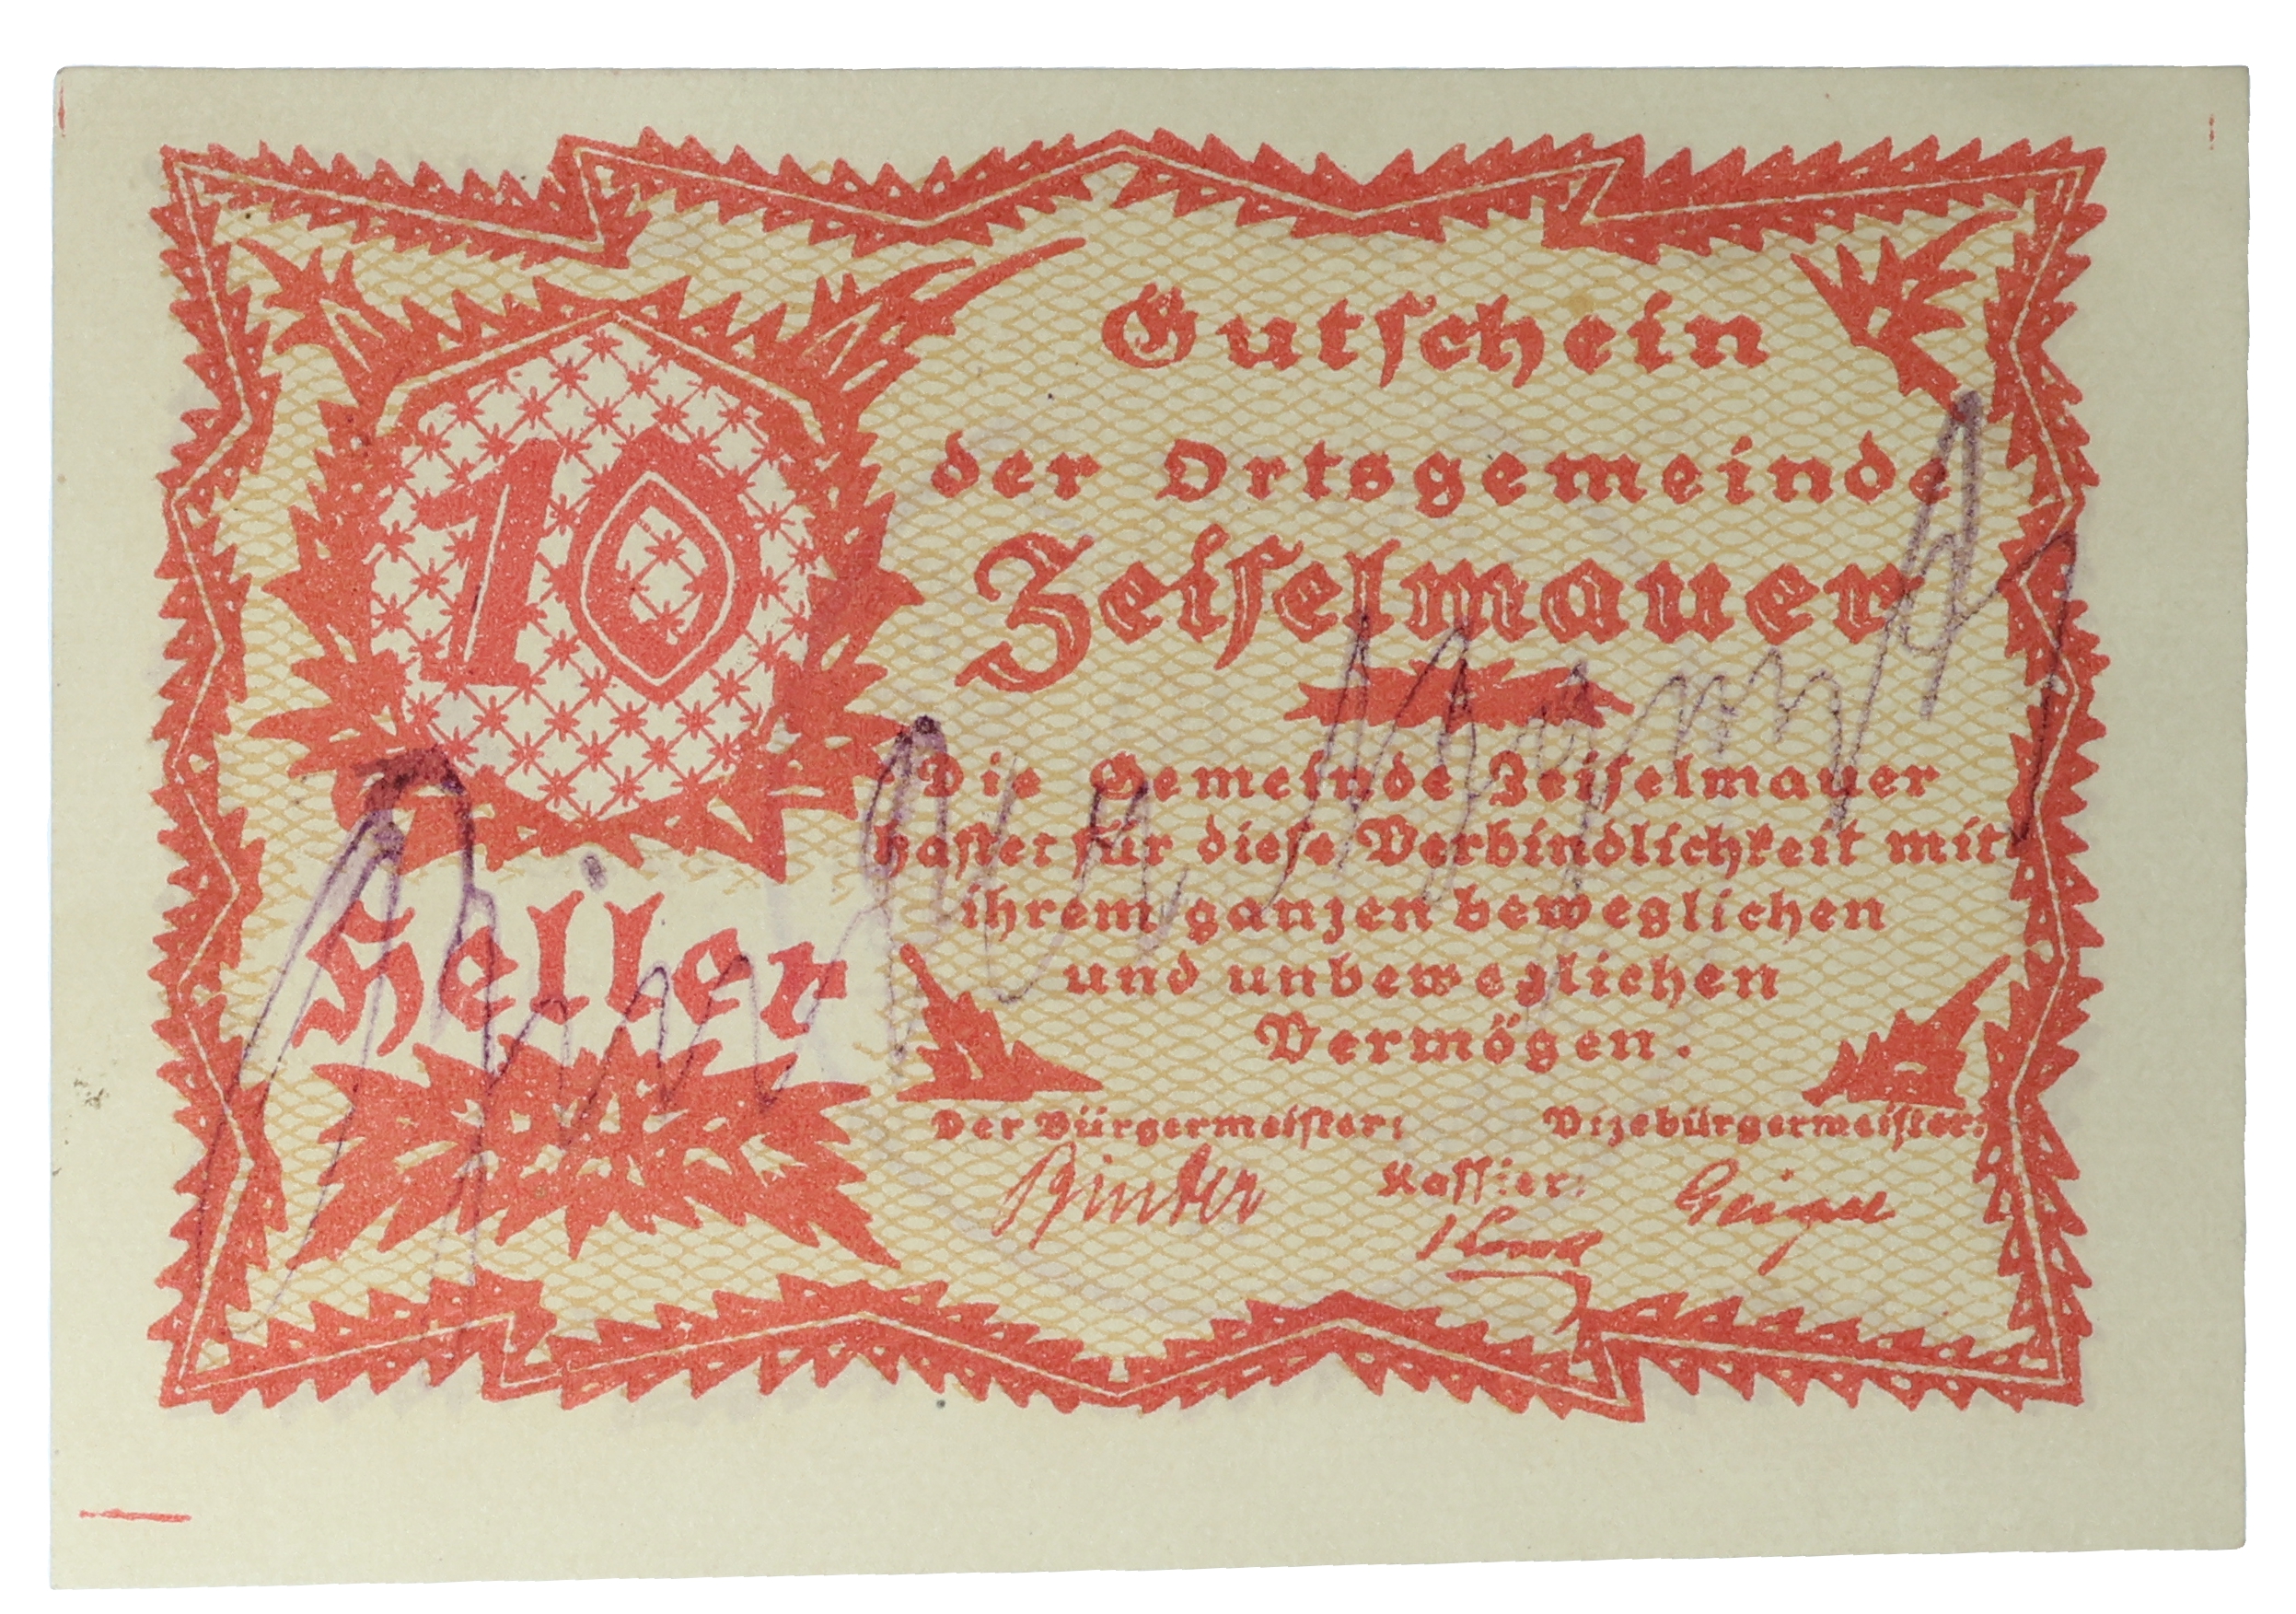 10
Heller
Gutschein
der Ortsgemeinde
Zeiselmauer
Die Gemeinde Zeiselmauer
haftet für diese Verbindlichkeit mit
ihrem ganzen beweglichen
und unbeweglichen
Vermögen.
Der Bürgermeister:
Vizebürgermeister:
Binder
Kassier: